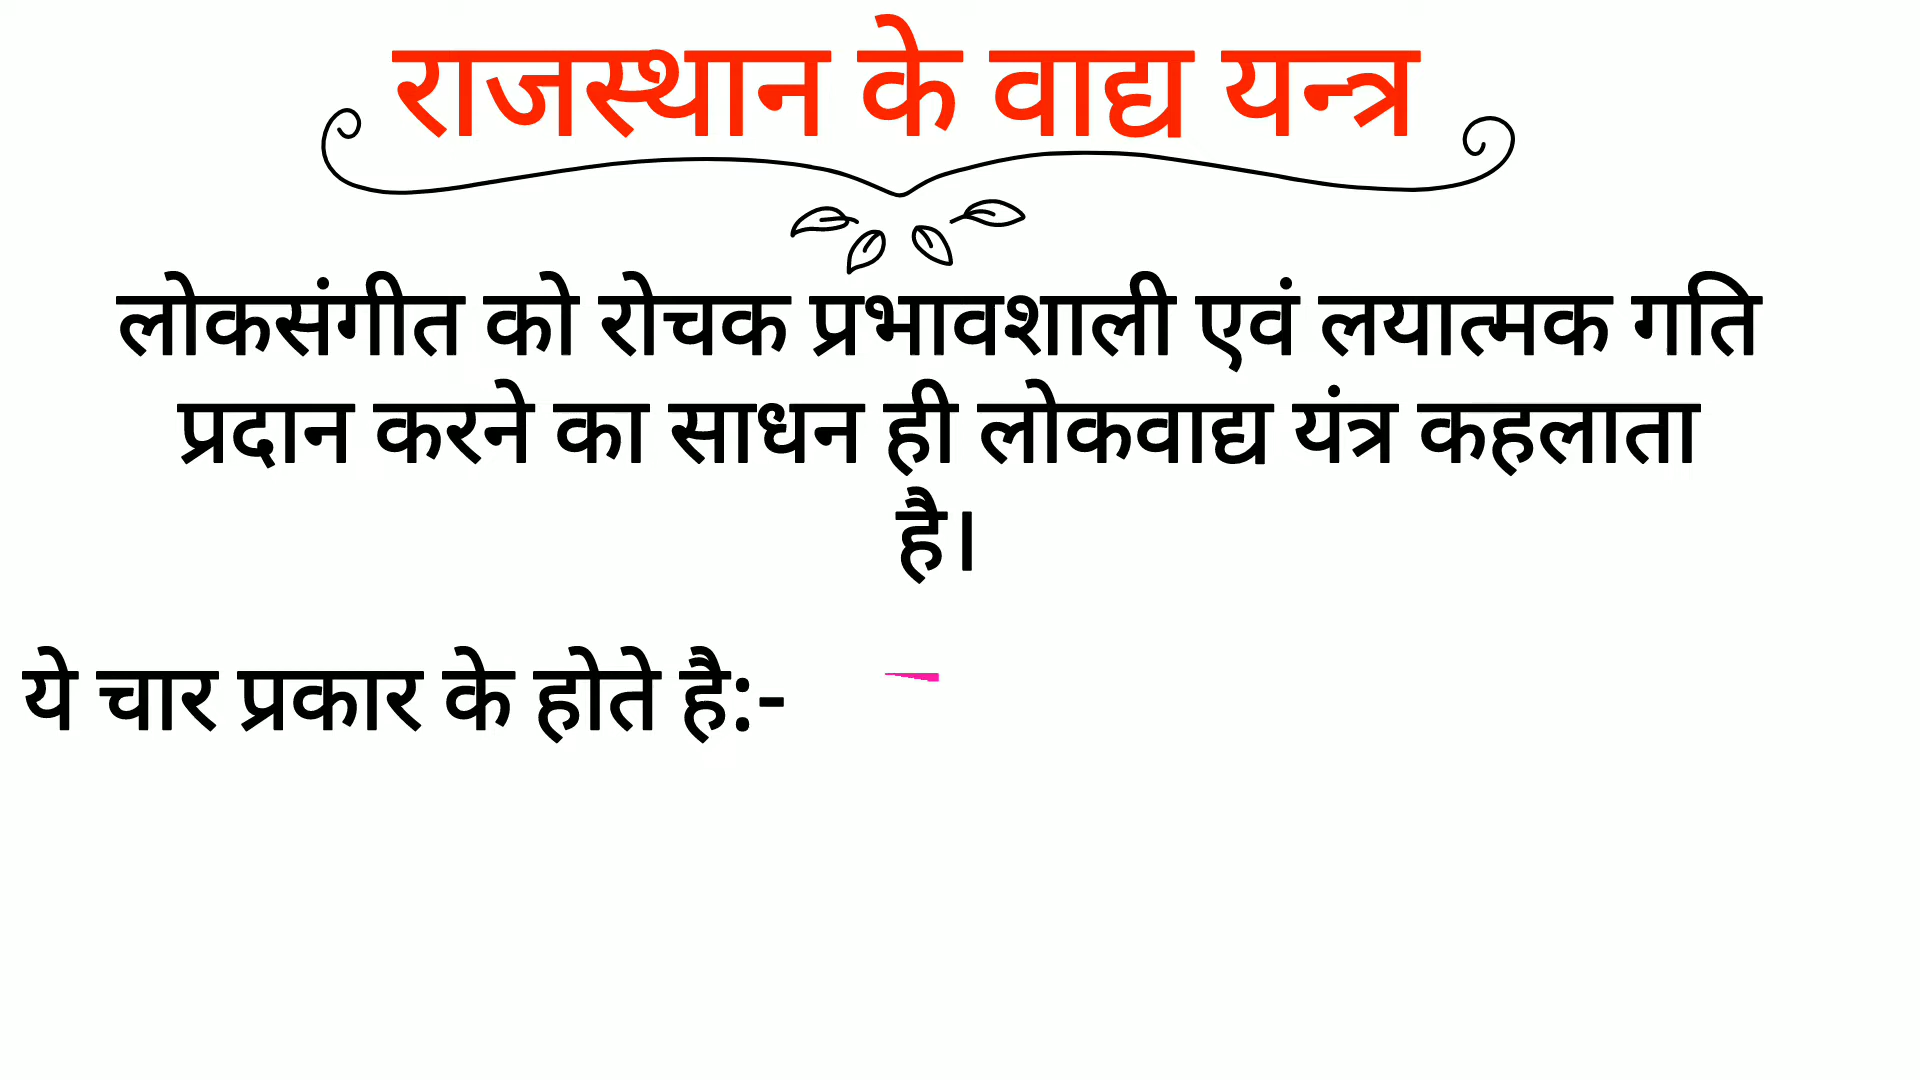 राजस्थान के वाद्य यन्त्र
लोकसंगीत को रोचक प्रभावशाली एवं लयात्मक गति
प्रदान करने का साधन ही लोकवाद्य यंत्र कहलाता
है।
ये चार प्रकार के होते है:-